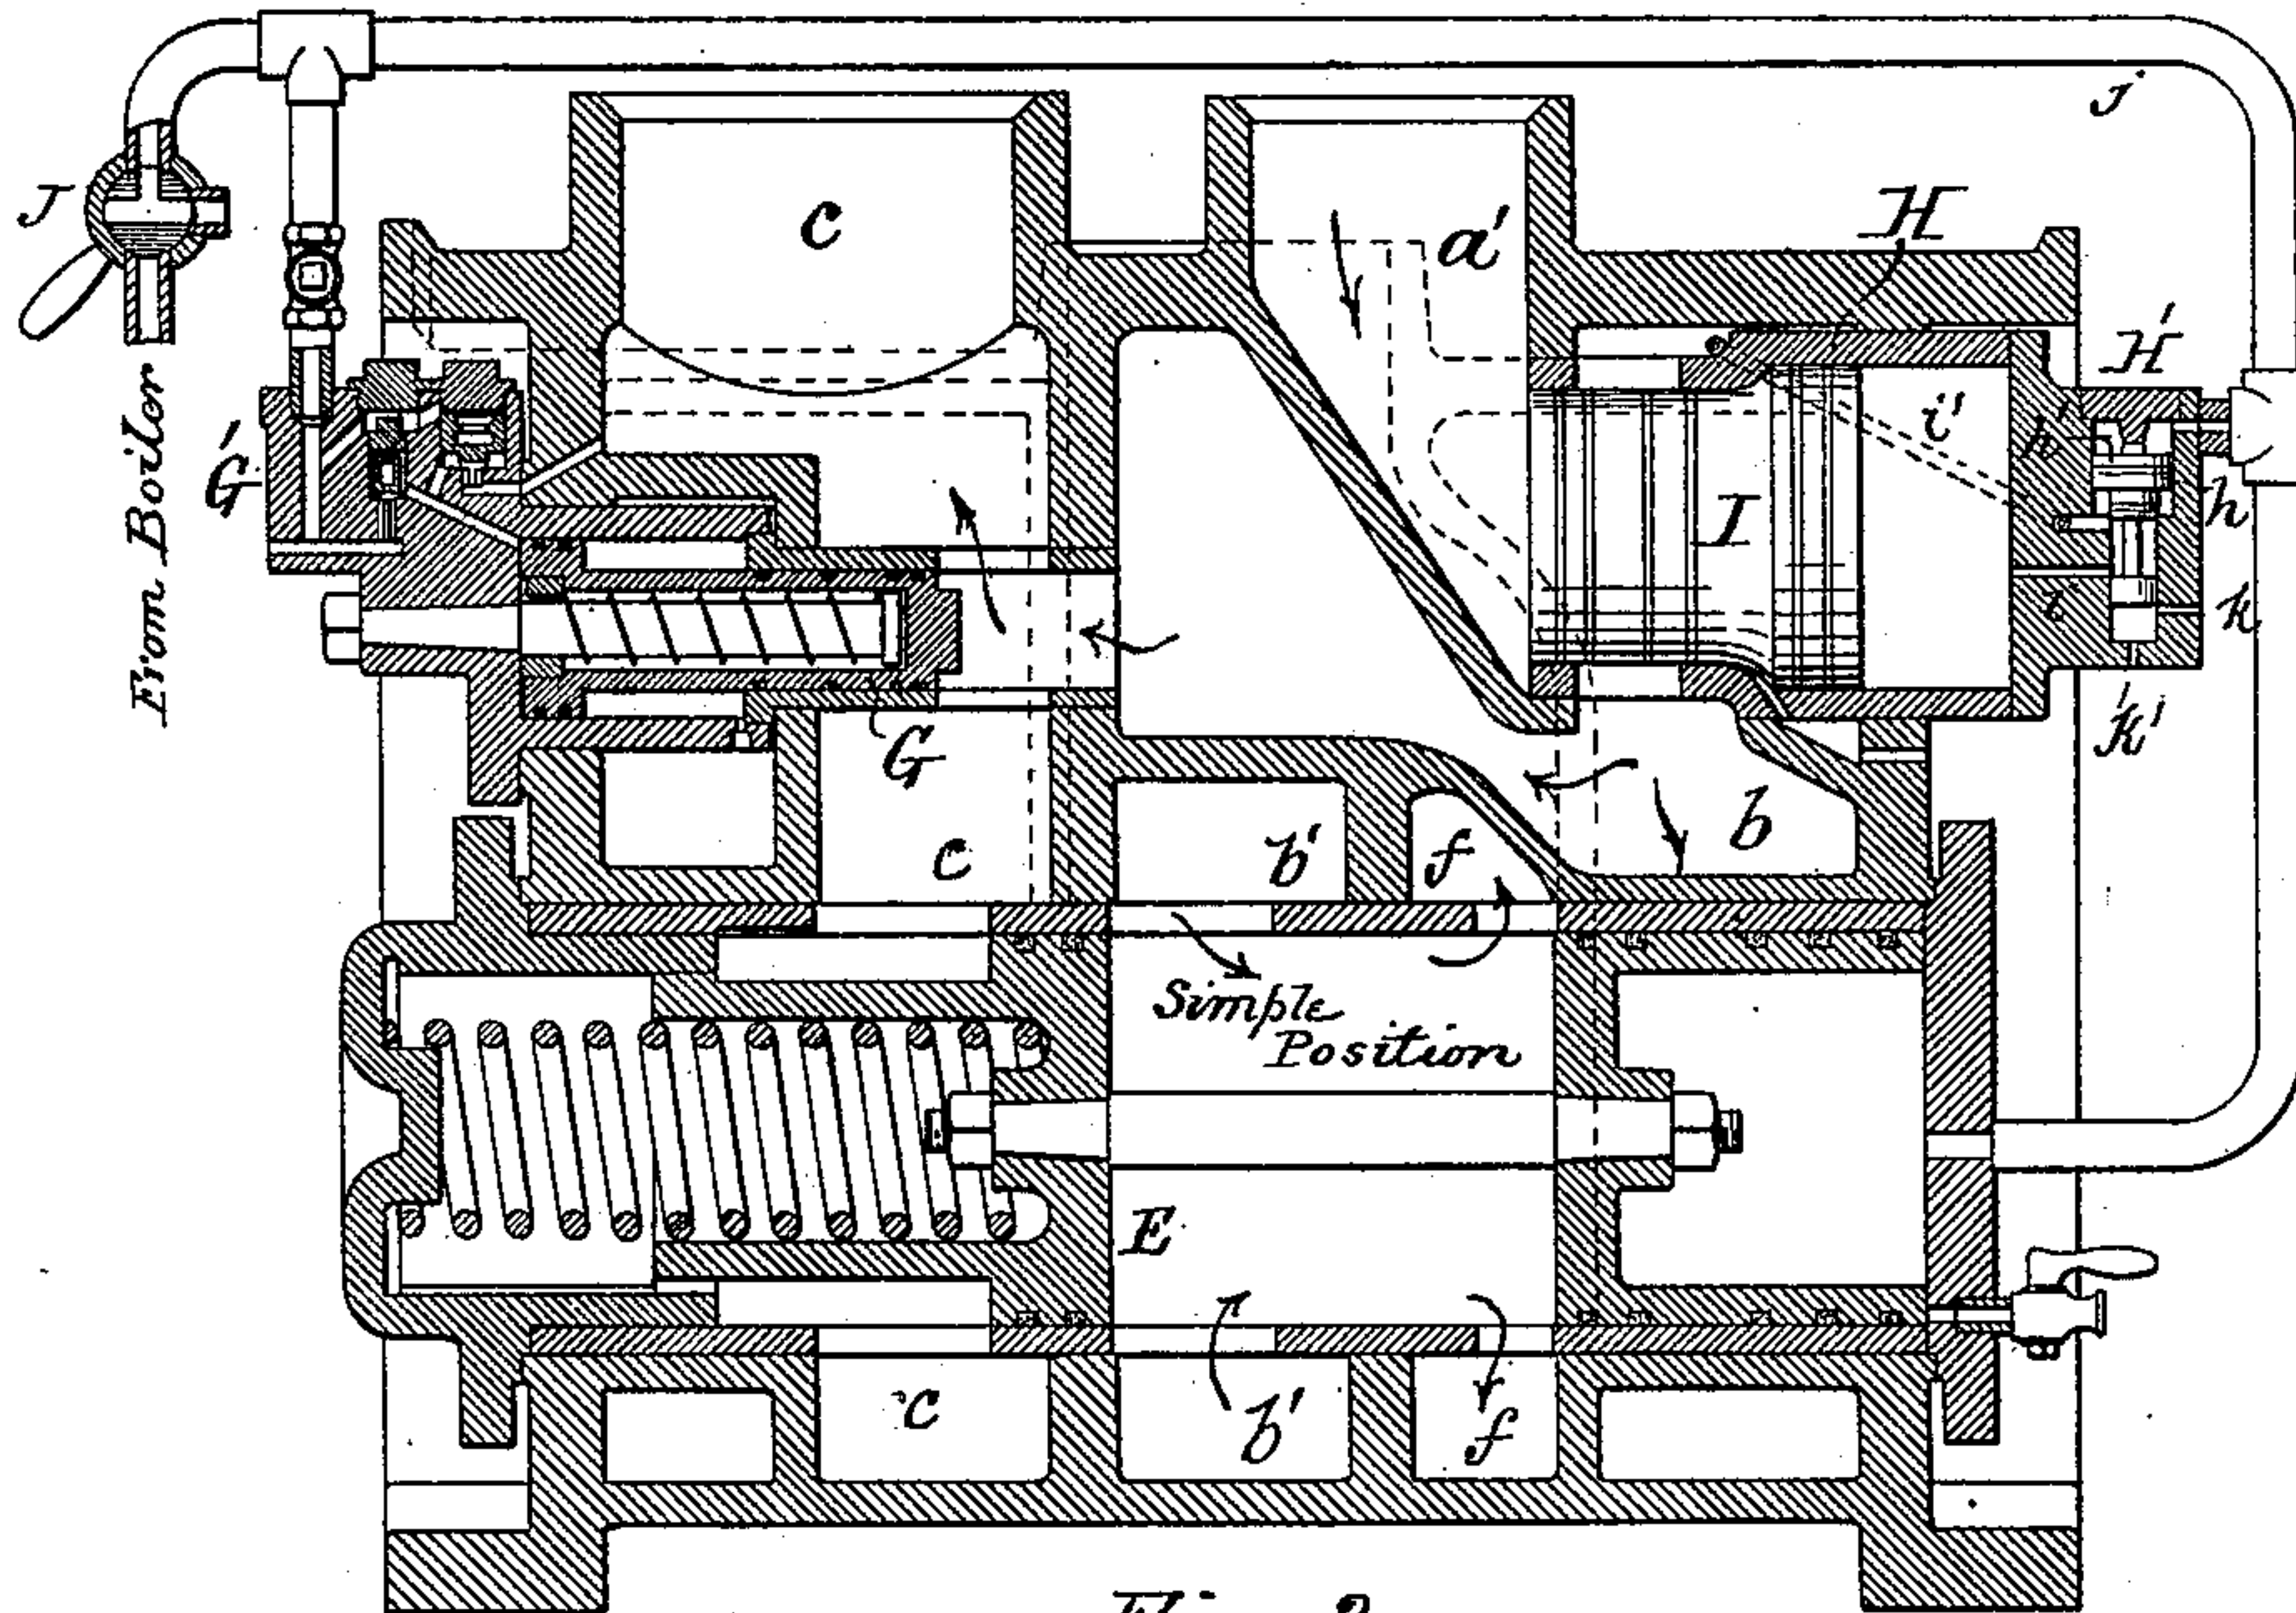 j
J
c
a'
H
H'
From Boiler
G'
i'
h'
I
h
i
k
G
k'
b
c
b'
f
Simple
Position
E
c
b'
f